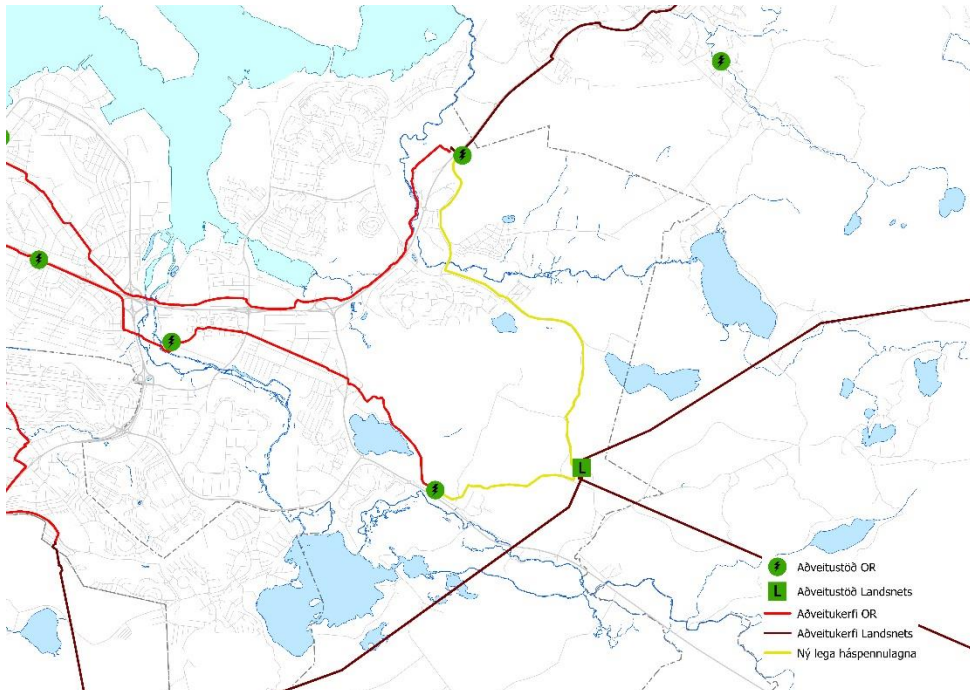 L
Aðveitustöð OR
L Aðveitustöð Landsnets
Aðveitukerfi OR
Aðveitukerfi Landsnets
Ný lega háspennulagna